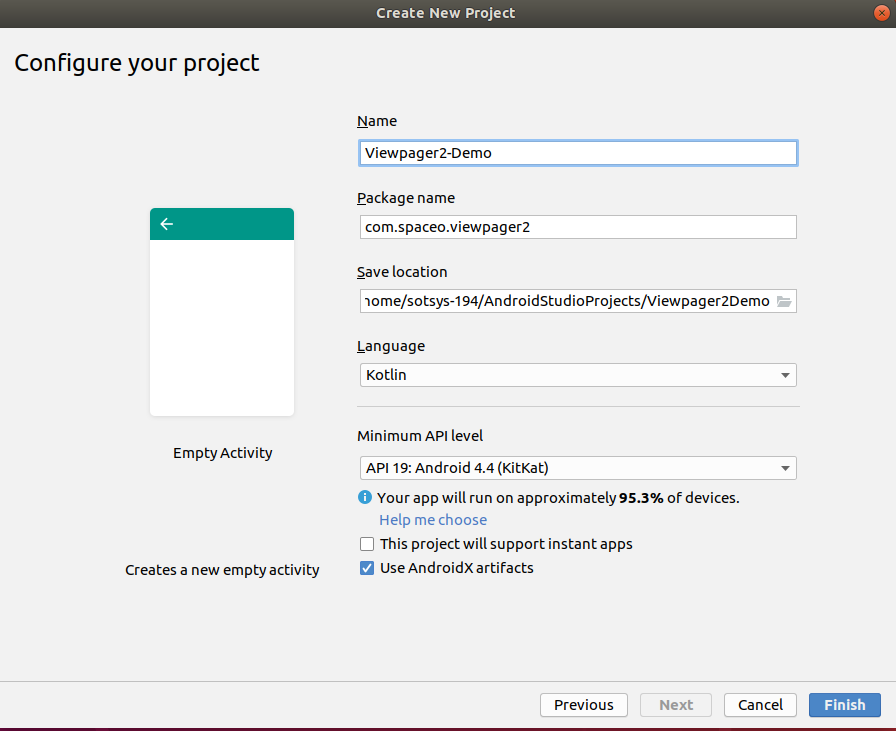 Create New Project
Configure your project
Name
Viewpager2-Demo
Package name
com.spaceo.viewpager2
Save location
home/sotsys-194/AndroidStudioProjects/Viewpager2Demo
Language
Kotlin
Empty Activity
Creates a new empty activity
Minimum API level
API 19: Android 4.4 (KitKat)
Your app will run on approximately 95.3% of devices.
Help me choose
This project will support instant apps
Use AndroidX artifacts
Previous Next Cancel Finish